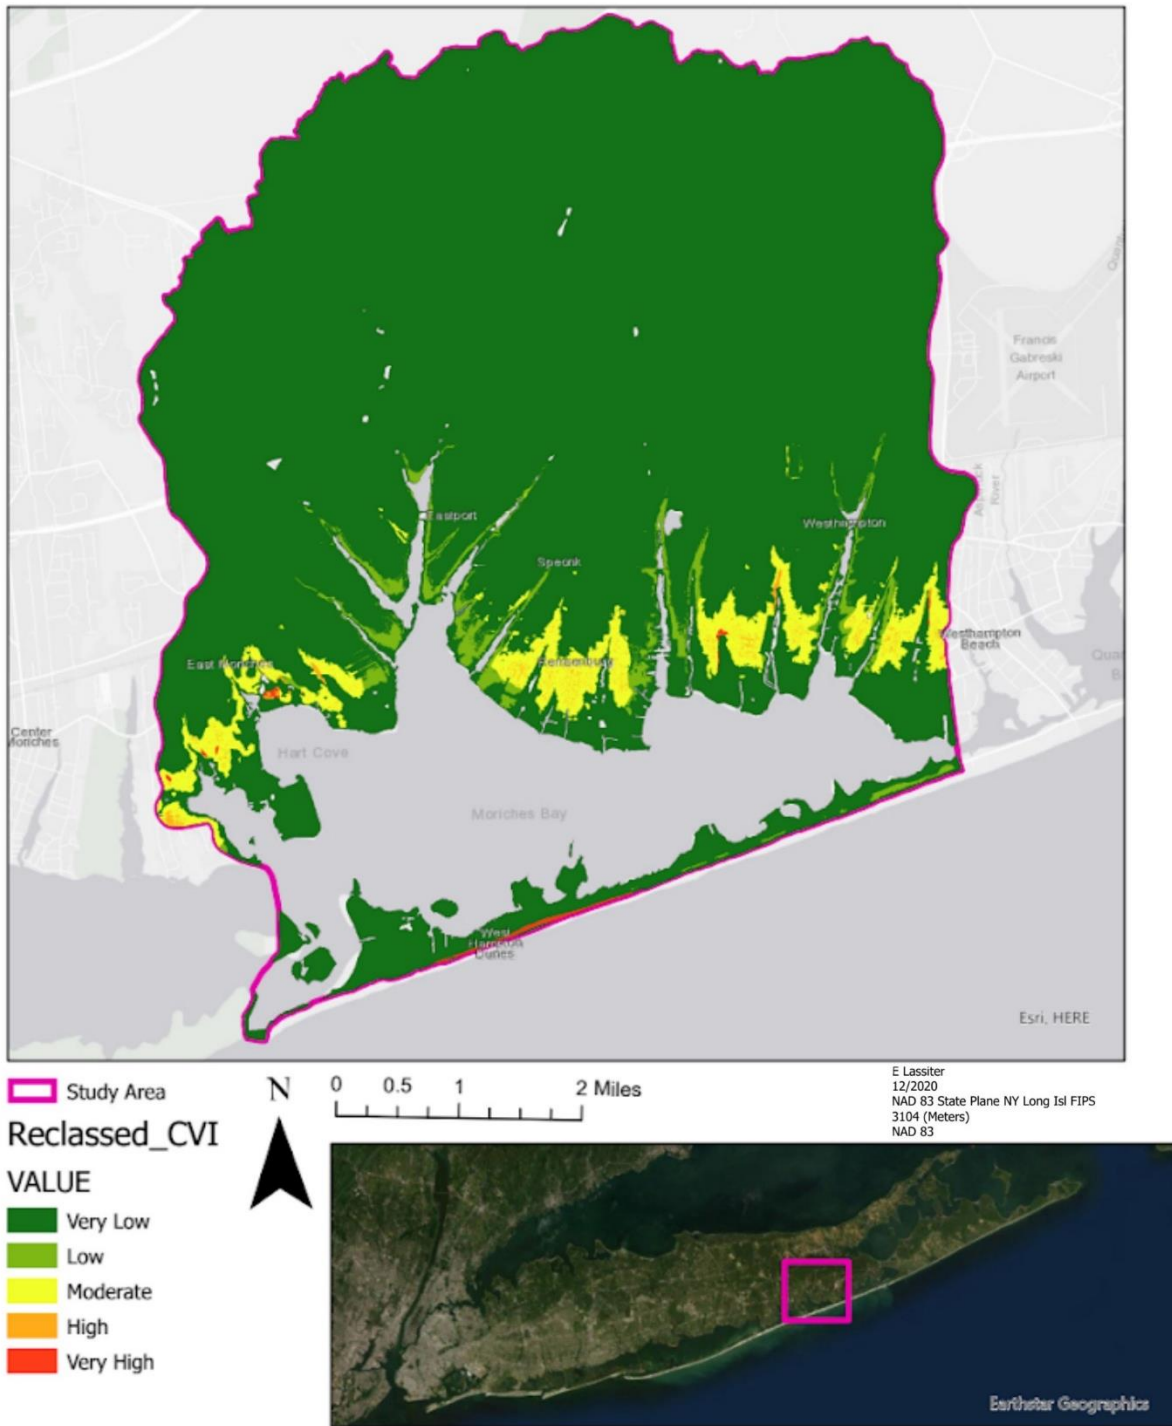 Francis
Gabreski
Airport
River
Eastport
Westhampton
Speonk
Westhampton
Beach
East Moriches
Remsenburg
Center
Moriches
Hart Cove
Moriches Bay
West
Hampton
Dunes
Esri, HERE
Study Area
N
0 0.5 1 2 Miles
E Lassiter
12/2020
NAD 83 State Plane NY Long Isl FIPS
3104 (Meters)
NAD 83
Reclassed_CVI
VALUE
Very Low
Low
Moderate
High
Very High
Earthstar Geographics